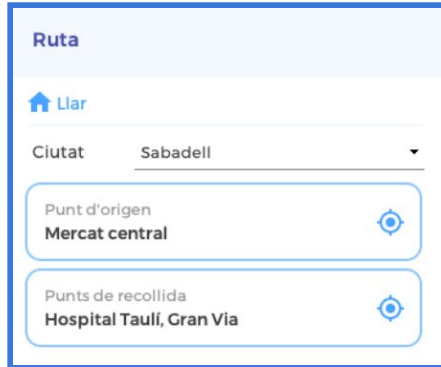 Ruta
Llar
Ciutat Sabadell
Punt d'origen
Mercat central
Punts de recollida
Hospital Taulí, Gran Via